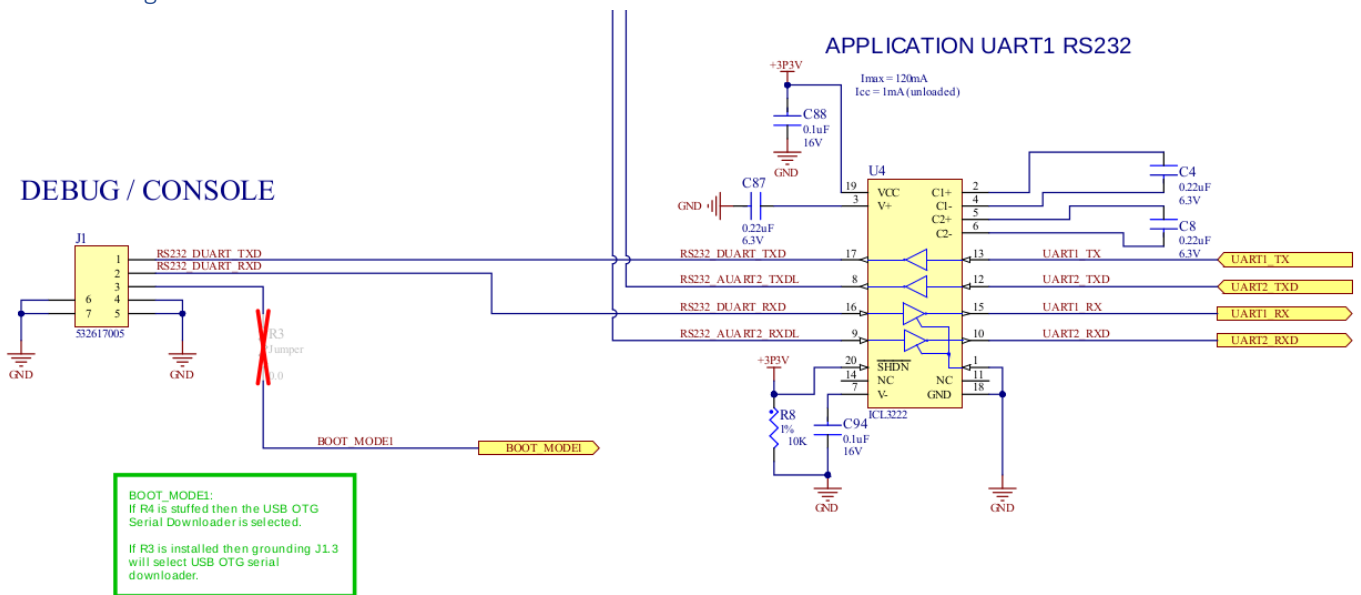 APPLICATION UART1 RS232
+3P3V
Imax = 120mA
Icc = 1mA (unloaded)
C88
0.1uF
16V
GND
DEBUG / CONSOLE
U4
C87
GND
0.22uF
6.3V
19 VCC C1+ 2
3 V+ C1- 4
C2+ 5
C2- 6
C4
0.22uF
6.3V
C8
0.22uF
6.3V
J1
1 RS232_DUART_TXD
2 RS232_DUART_RXD
3
6 4
7 5
532617005
GND
GND
R3
Jumper
0.0
RS232_DUART_TXD 17 13 UART1_TX UART1_TX
RS232_AUART2_TXDL 8 12 UART2_TXD UART2_TXD
RS232_DUART_RXD 16 15 UART1_RX UART1_RX
RS232_AUART2_RXDL 9 10 UART2_RXD UART2_RXD
+3P3V
20 SHDN 1
14 NC NC 11
7 V- GND 18
ICL3222
R8
1%
10K
C94
0.1uF
16V
GND
GND
BOOT_MODE1 BOOT_MODE1
BOOT_MODE1:
If R4 is stuffed then the USB OTG
Serial Downloader is selected.
If R3 is installed then grounding J1.3
will select USB OTG serial
downloader.